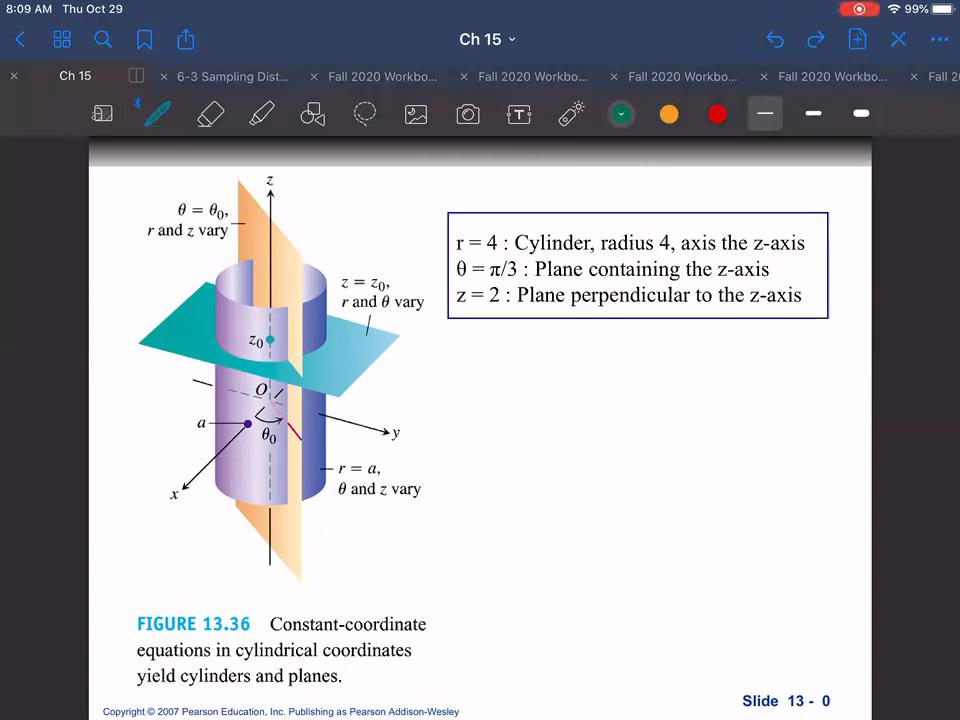 8:09 AM Thu Oct 29
99%
Ch 15
Ch 15
6-3 Sampling Dist...
Fall 2020 Workbo...
Fall 2020 Workbo...
Fall 2020 Workbo...
Fall 2020 Workbo...
Fall 20
T
z
θ = θ0,
r and z vary
z = z0,
r and θ vary
z0
O
a
θ0
y
x
r = a,
θ and z vary
r = 4 : Cylinder, radius 4, axis the z-axis
θ = π/3 : Plane containing the z-axis
z = 2 : Plane perpendicular to the z-axis
FIGURE 13.36 Constant-coordinate
equations in cylindrical coordinates
yield cylinders and planes.
Slide 13 - 0
Copyright © 2007 Pearson Education, Inc. Publishing as Pearson Addison-Wesley